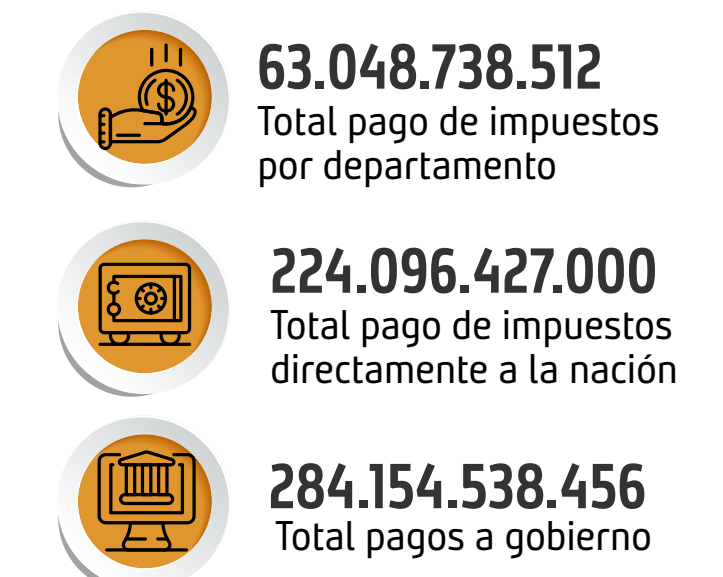 63.048.738.512
Total pago de impuestos
por departamento
224.096.427.000
Total pago de impuestos
directamente a la nación
284.154.538.456
Total pagos a gobierno